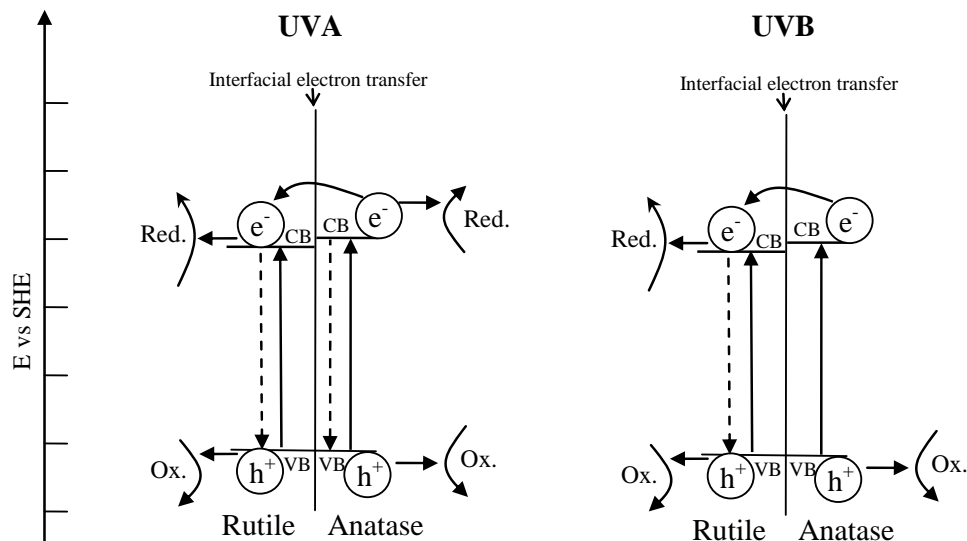 UVA
UVB
Interfacial electron transfer
Interfacial electron transfer
E vs SHE
Red.
e⁻
CB
CB
e⁻
Red.
Red.
e⁻
CB
CB
e⁻
Ox.
h⁺
VB
VB
h⁺
Ox.
Ox.
h⁺
VB
VB
h⁺
Ox.
Rutile
Anatase
Rutile
Anatase